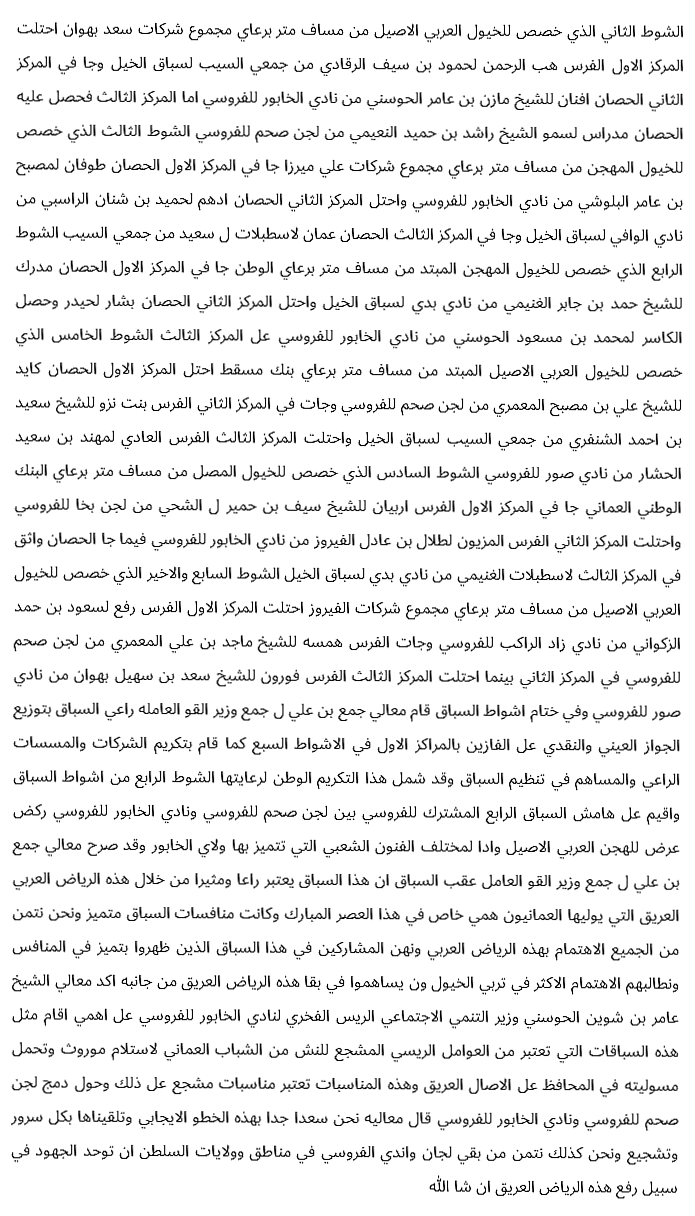 الشوط الثاني الذي خصص للخيول العربي الاصيل من مساف متر برعاي مجموع شركات سعد بهوان احتلت
المركز الاول الفرس هب الرحمن لحمود بن سيف الرقادي من جمعي السيب لسباق الخيل وجا في المركز
الثاني الحصان افنان للشيخ مازن بن عامر الحوسني من نادي الخابور للفروسي اما المركز الثالث فحصل عليه
الحصان مدراس لسمو الشيخ راشد بن حميد النعيمي من لجن صحم للفروسي الشوط الثالث الذي خصص
للخيول المهجن من مساف متر برعاي مجموع شركات علي ميرزا جا في المركز الاول الحصان طوفان لمصبح
بن عامر البلوشي من نادي الخابور للفروسي واحتل المركز الثاني الحصان ادهم لحميد بن شنان الراسبي من
نادي الوافي لسباق الخيل وجا في المركز الثالث الحصان عمان لاسطبلات ل سعيد من جمعي السيب الشوط
الرابع الذي خصص للخيول المهجن المبتد من مساف متر برعاي الوطن جا في المركز الاول الحصان مدرك
للشيخ حمد بن جابر الغنيمي من نادي بدي لسباق الخيل واحتل المركز الثاني الحصان بشار لحيدر وحصل
الكاسر لمحمد بن مسعود الحوسني من نادي الخابور للفروسي عل المركز الثالث الشوط الخامس الذي
خصص للخيول العربي الاصيل المبتد من مساف متر برعاي بنك مسقط احتل المركز الاول الحصان كايد
للشيخ علي بن مصبح المعمري من لجن صحم للفروسي وجات في المركز الثاني الفرس بنت نزو للشيخ سعيد
بن احمد الشنفري من جمعي السيب لسباق الخيل واحتلت المركز الثالث الفرس العادي لمهند بن سعيد
الحشار من نادي صور للفروسي الشوط السادس الذي خصص للخيول المصل من مساف متر برعاي البنك
الوطني العماني جا في المركز الاول الفرس اربيان للشيخ سيف بن حمير ل الشحي من لجن بخا للفروسي
واحتلت المركز الثاني الفرس المزيون لطلال بن عادل الفيروز من نادي الخابور للفروسي فيما جا الحصان واثق
في المركز الثالث لاسطبلات الغنيمي من نادي بدي لسباق الخيل الشوط السابع والاخير الذي خصص للخيول
العربي الاصيل من مساف متر برعاي مجموع شركات الفيروز احتلت المركز الاول الفرس رفع لسعود بن حمد
الزكواني من نادي زاد الراكب للفروسي وجات الفرس همسه للشيخ ماجد بن علي المعمري من لجن صحم
للفروسي في المركز الثاني بينما احتلت المركز الثالث الفرس فورون للشيخ سعد بن سهيل بهوان من نادي
صور للفروسي وفي ختام اشواط السباق قام معالي جمع بن علي ل جمع وزير القو العامله راعي السباق بتوزيع
الجواز العيني والنقدي عل الفازين بالمراكز الاول في الاشواط السبع كما قام بتكريم الشركات والمسسات
الراعي والمساهم في تنظيم السباق وقد شمل هذا التكريم الوطن لرعايتها الشوط الرابع من اشواط السباق
واقيم عل هامش السباق الرابع المشترك للفروسي بين لجن صحم للفروسي ونادي الخابور للفروسي ركض
عرض للهجن العربي الاصيل وادا لمختلف الفنون الشعبي التي تتميز بها ولاي الخابور وقد صرح معالي جمع
بن علي ل جمع وزير القو العامل عقب السباق ان هذا السباق يعتبر راعا ومثيرا من خلال هذه الرياض العربي
العريق التي يوليها العمانيون همي خاص في هذا العصر المبارك وكانت منافسات السباق متميز ونحن نتمن
من الجميع الاهتمام بهذه الرياض العربي ونهن المشاركين في هذا السباق الذين ظهروا بتميز في المنافس
ونطالبهم الاهتمام الاكثر في تربي الخيول ون يساهموا في بقا هذه الرياض العريق من جانبه اكد معالي الشيخ
عامر بن شوين الحوسني وزير التنمي الاجتماعي الريس الفخري لنادي الخابور للفروسي عل اهمي اقام مثل
هذه السباقات التي تعتبر من العوامل الريسي المشجع للنش من الشباب العماني لاستلام موروث وتحمل
مسوليته في المحافظ عل الاصال العريق وهذه المناسبات تعتبر مناسبات مشجع عل ذلك وحول دمج لجن
صحم للفروسي ونادي الخابور للفروسي قال معاليه نحن سعدا جدا بهذه الخطو الايجابي وتلقيناها بكل سرور
وتشجيع ونحن كذلك نتمن من بقي لجان واندي الفروسي في مناطق وولايات السلطن ان توحد الجهود في
سبيل رفع هذه الرياض العريق ان شا الله